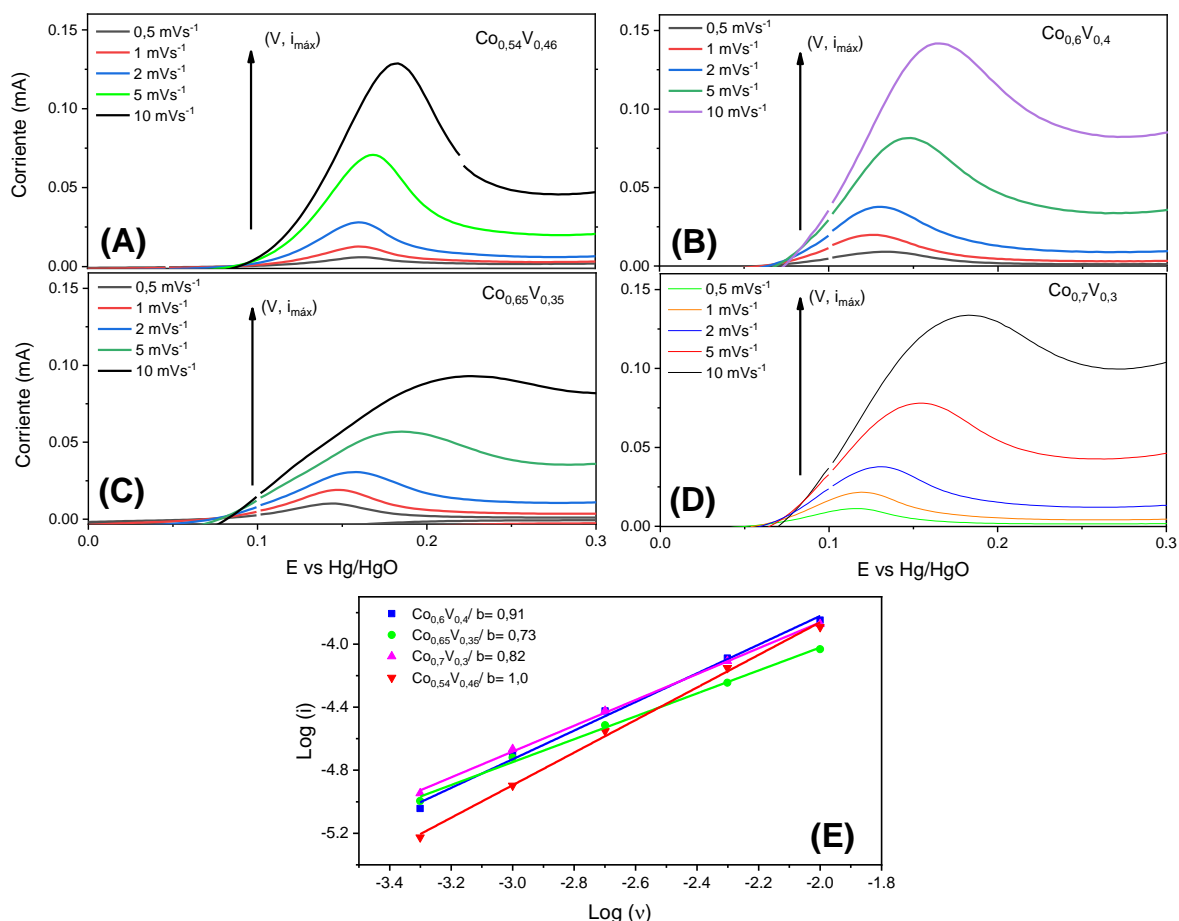 0,5 mVs⁻¹
1 mVs⁻¹
2 mVs⁻¹
5 mVs⁻¹
10 mVs⁻¹
(V, iₘáₓ)
Co₀,₅₄V₀,₄₆
0.15
0.10
0.05
0.00
Corriente (mA)
(A)
0,5 mVs⁻¹
1 mVs⁻¹
2 mVs⁻¹
5 mVs⁻¹
10 mVs⁻¹
(V, iₘáₓ)
Co₀,₆V₀,₄
0.15
0.10
0.05
0.00
(B)
0,5 mVs⁻¹
1 mVs⁻¹
2 mVs⁻¹
5 mVs⁻¹
10 mVs⁻¹
(V, iₘáₓ)
Co₀,₆₅V₀,₃₅
0.15
0.10
0.05
0.00
Corriente (mA)
(C)
0.0 0.1 0.2 0.3
E vs Hg/HgO
0,5 mVs⁻¹
1 mVs⁻¹
2 mVs⁻¹
5 mVs⁻¹
10 mVs⁻¹
(V, iₘáₓ)
Co₀,₇V₀,₃
0.15
0.10
0.05
0.00
(D)
0.0 0.1 0.2 0.3
E vs Hg/HgO
Co₀,₆V₀,₄/ b= 0,91
Co₀,₆₅V₀,₃₅/ b= 0,73
Co₀,₇V₀,₃/ b= 0,82
Co₀,₅₄V₀,₄₆/ b= 1,0
-4.0
-4.4
-4.8
-5.2
Log (i)
(E)
-3.4 -3.2 -3.0 -2.8 -2.6 -2.4 -2.2 -2.0 -1.8
Log (ν)